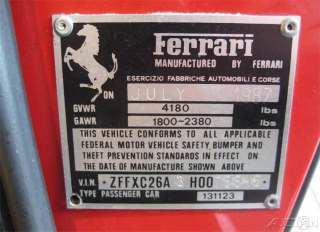 Ferrari
MANUFACTURED BY FERRARI
ESERCIZIO FABBRICHE AUTOMOBILI E CORSE
ON JULY 1987
GVWR 4180 lbs
GAWR 1800-2380 lbs
THIS VEHICLE CONFORMS TO ALL APPLICABLE
FEDERAL MOTOR VEHICLE SAFETY BUMPER AND
THEFT PREVENTION STANDARDS IN EFFECT ON
THE DATE OF MANUFACTURE SHOWN ABOVE
V.I.N. * ZFFXC26A H00
TYPE PASSENGER CAR 131123